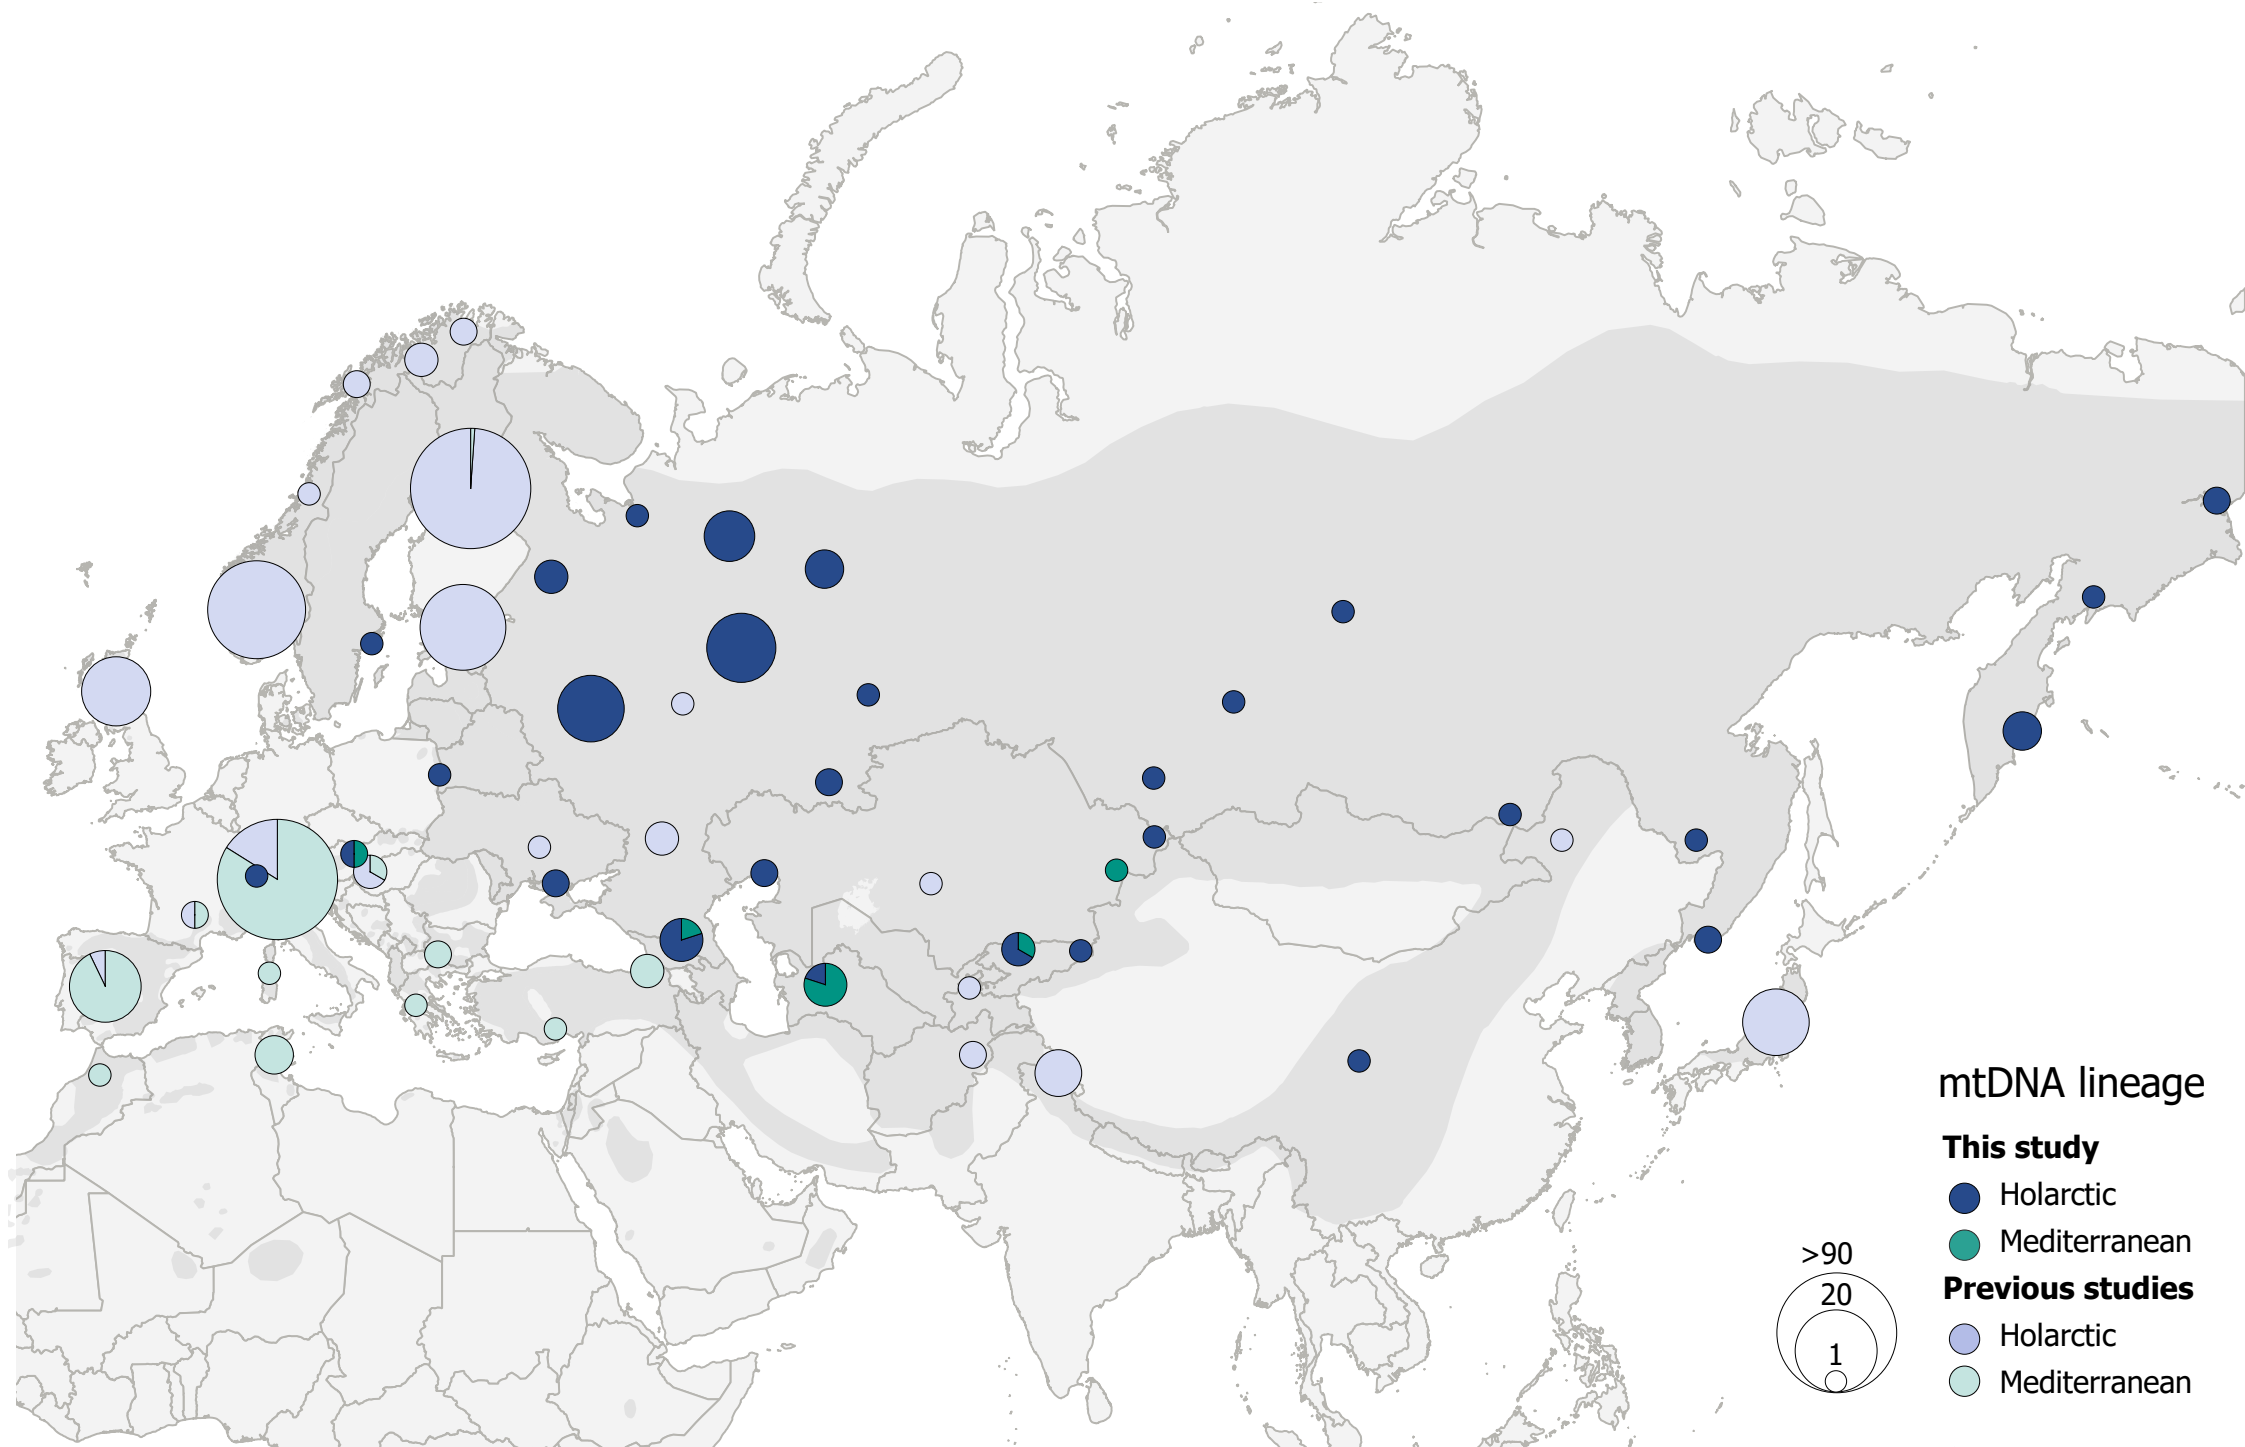 mtDNA lineage
This study
Holarctic
Mediterranean
Previous studies
Holarctic
Mediterranean
>90
20
1